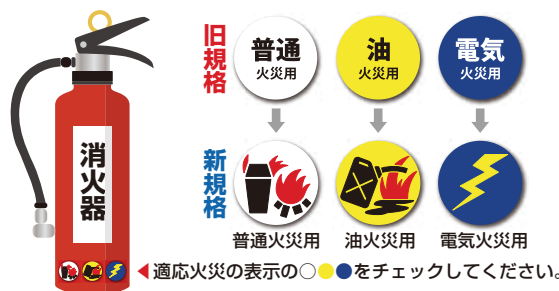 消火器
旧規格
普通
火災用
油
火災用
電気
火災用
新規格
普通火災用
油火災用
電気火災用
◀適応火災の表示の○●●をチェックしてください。